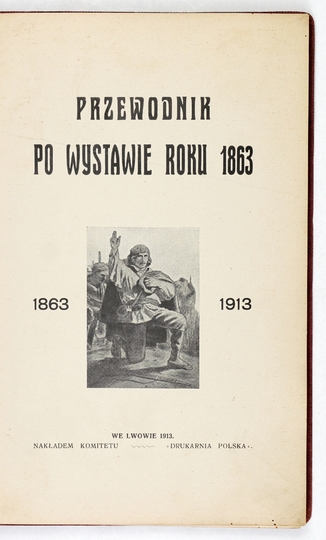 PRZEWODNIK
PO WYSTAWIE ROKU 1863
1863 1913
WE LWOWIE 1913.
NAKŁADEM KOMITETU »DRUKARNIA POLSKA«.